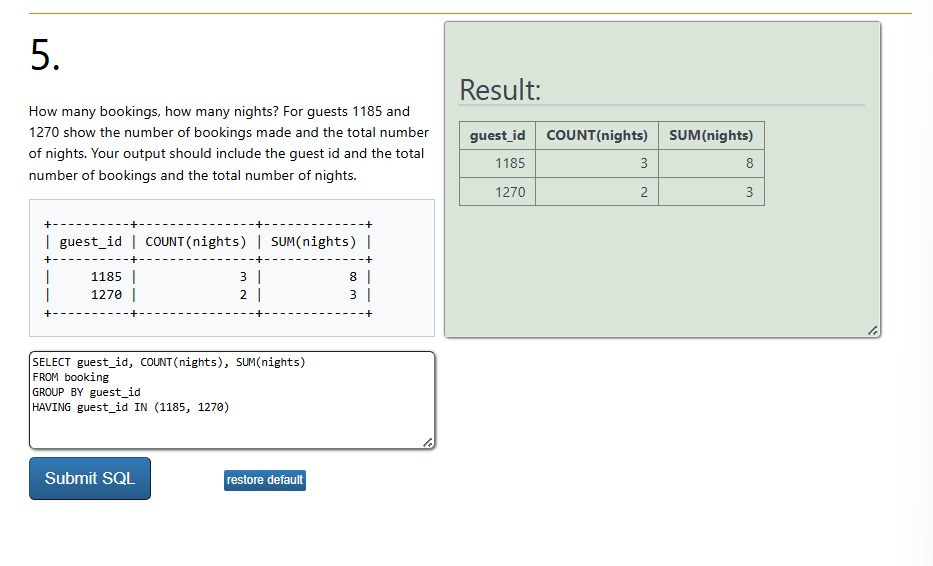 5.
How many bookings, how many nights? For guests 1185 and
1270 show the number of bookings made and the total number
of nights. Your output should include the guest id and the total
number of bookings and the total number of nights.
+----------+---------------+-------------+
| guest_id | COUNT(nights) | SUM(nights) |
+----------+---------------+-------------+
|     1185 |             3 |           8 |
|     1270 |             2 |           3 |
+----------+---------------+-------------+
SELECT guest_id, COUNT(nights), SUM(nights)
FROM booking
GROUP BY guest_id
HAVING guest_id IN (1185, 1270)
Submit SQL
restore default
Result:
guest_id COUNT(nights) SUM(nights)
1185 3 8
1270 2 3